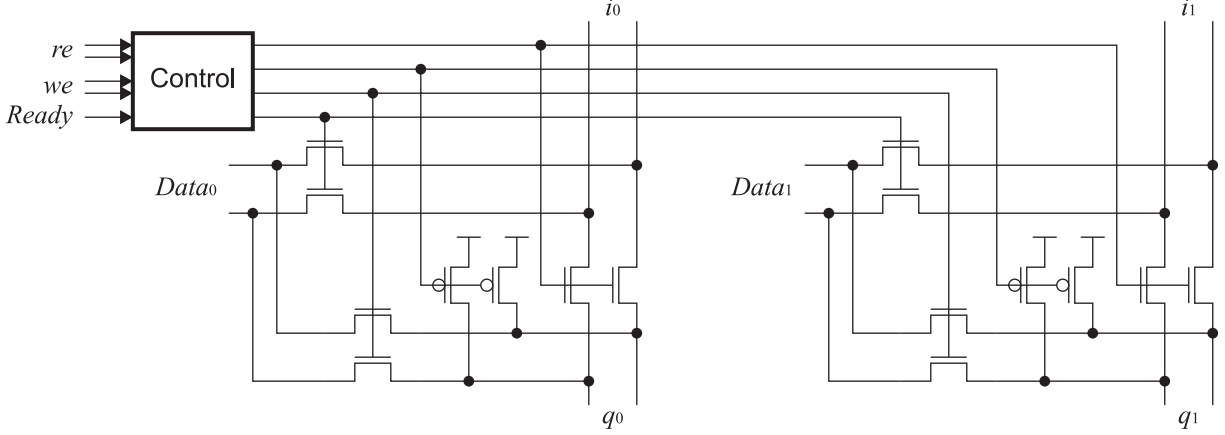 i0
i1
re
Control
we
Ready
Data0
Data1
q0
q1